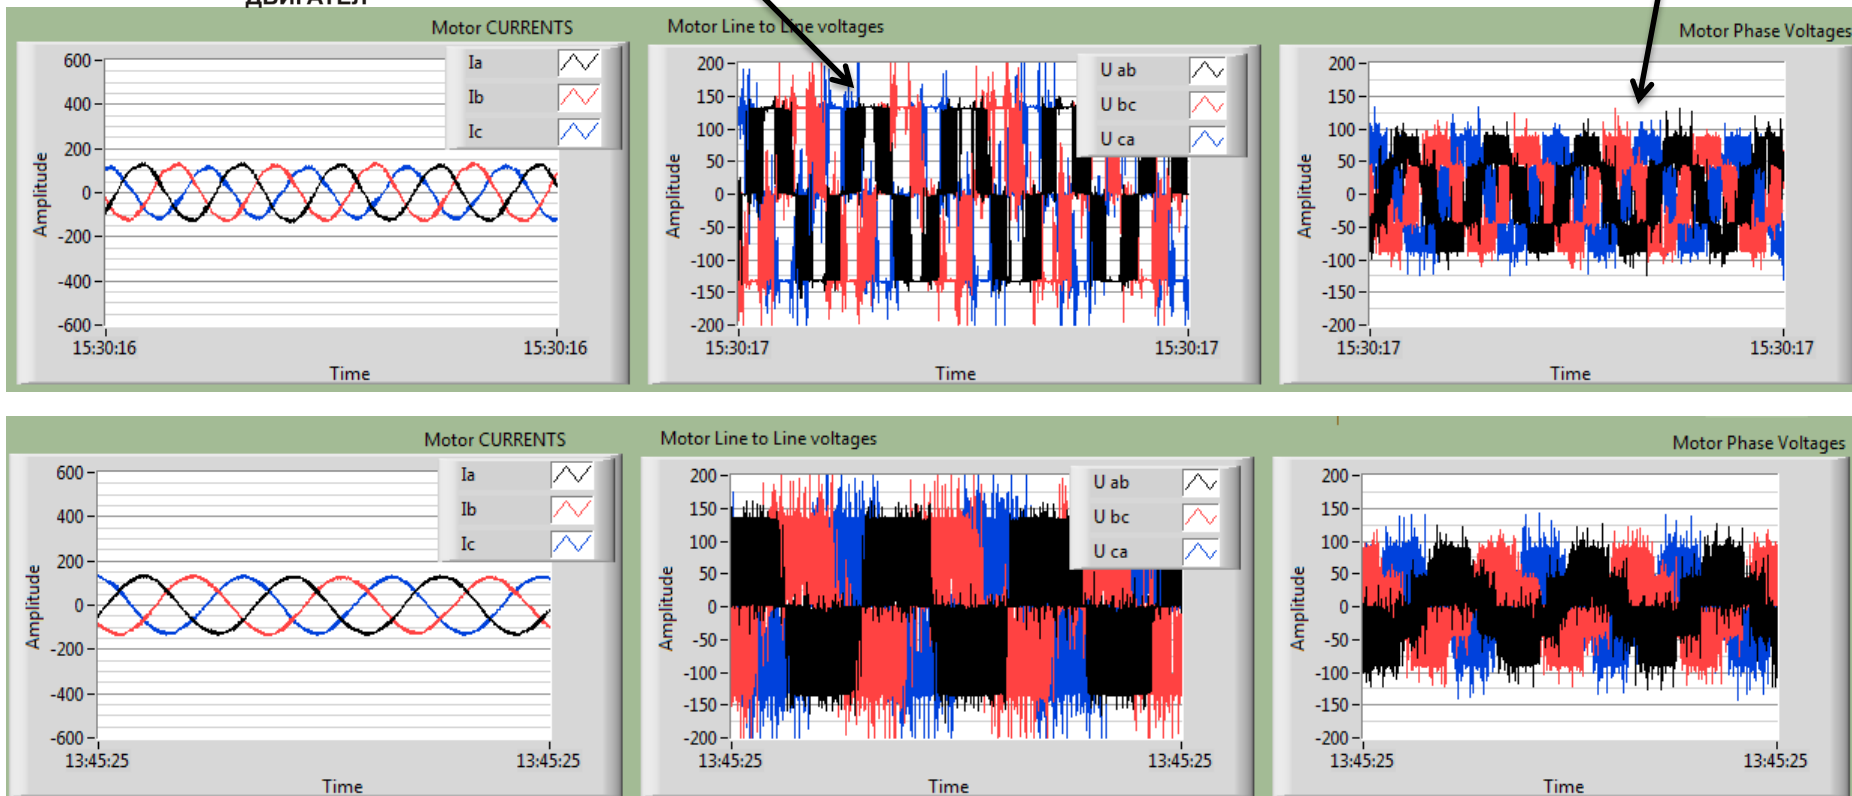 ДВИГАТЕЛ
Motor CURRENTS
600
400
200
0
-200
-400
-600
Amplitude
Ia
Ib
Ic
15:30:16
15:30:16
Time
Motor Line to Line voltages
200
150
100
50
0
-50
-100
-150
-200
Amplitude
U ab
U bc
U ca
15:30:17
15:30:17
Time
Motor Phase Voltages
200
150
100
50
0
-50
-100
-150
-200
Amplitude
15:30:17
15:30:17
Time
Motor CURRENTS
600
400
200
0
-200
-400
-600
Amplitude
Ia
Ib
Ic
13:45:25
13:45:25
Time
Motor Line to Line voltages
200
150
100
50
0
-50
-100
-150
-200
Amplitude
U ab
U bc
U ca
13:45:25
13:45:25
Time
Motor Phase Voltages
200
150
100
50
0
-50
-100
-150
-200
Amplitude
13:45:25
13:45:25
Time